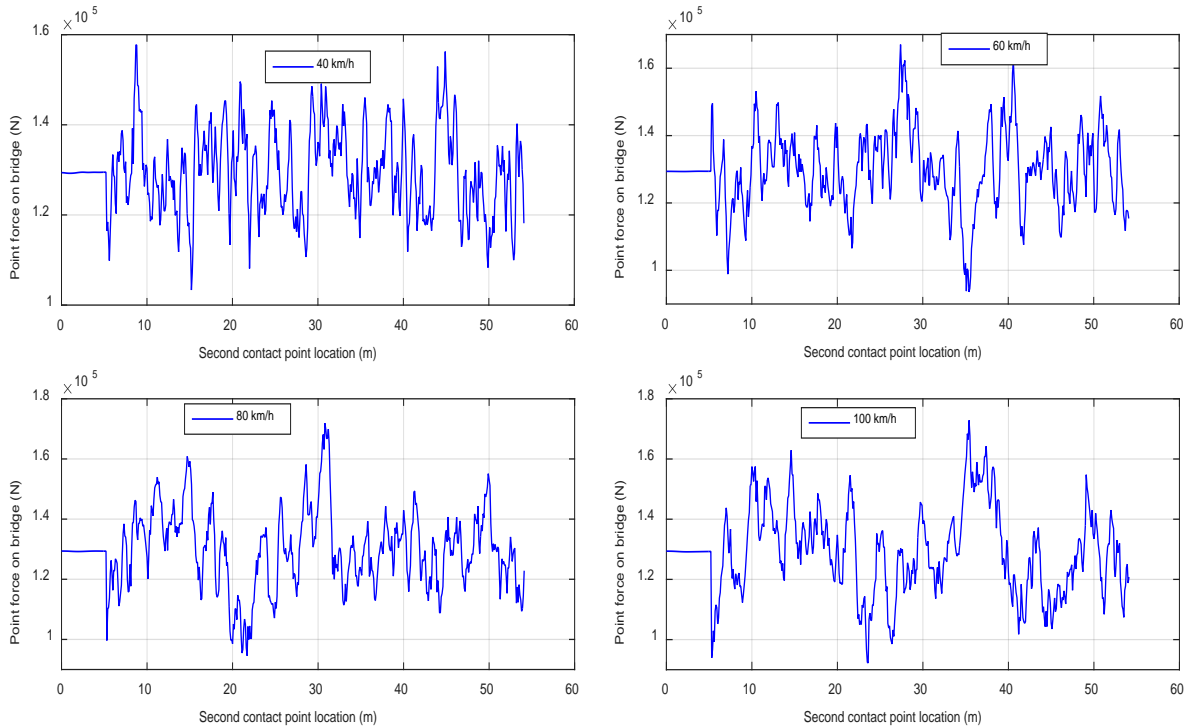 × 10 5
1.6
1.4
1.2
1
0 10 20 30 40 50 60
Second contact point location (m)
Point force on bridge (N)
40 km/h
× 10 5
1.6
1.4
1.2
1
0 10 20 30 40 50 60
Second contact point location (m)
Point force on bridge (N)
60 km/h
× 10 5
1.8
1.6
1.4
1.2
1
0 10 20 30 40 50 60
Second contact point location (m)
Point force on bridge (N)
80 km/h
× 10 5
1.8
1.6
1.4
1.2
1
0 10 20 30 40 50 60
Second contact point location (m)
Point force on bridge (N)
100 km/h